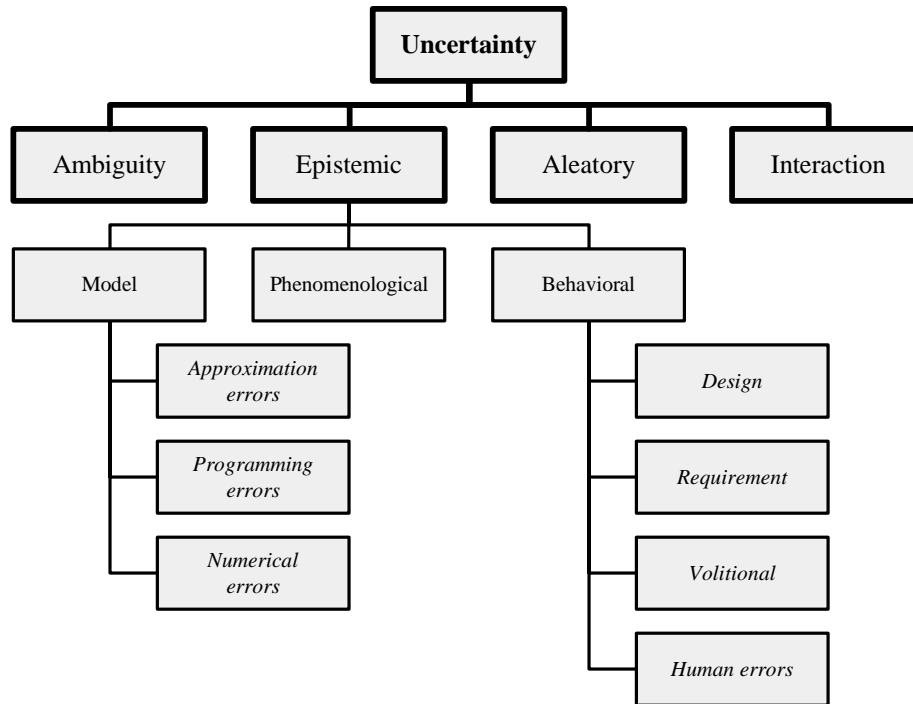 Uncertainty
Ambiguity
Epistemic
Aleatory
Interaction
Model
Phenomenological
Behavioral
Approximation
errors
Programming
errors
Numerical
errors
Design
Requirement
Volitional
Human errors